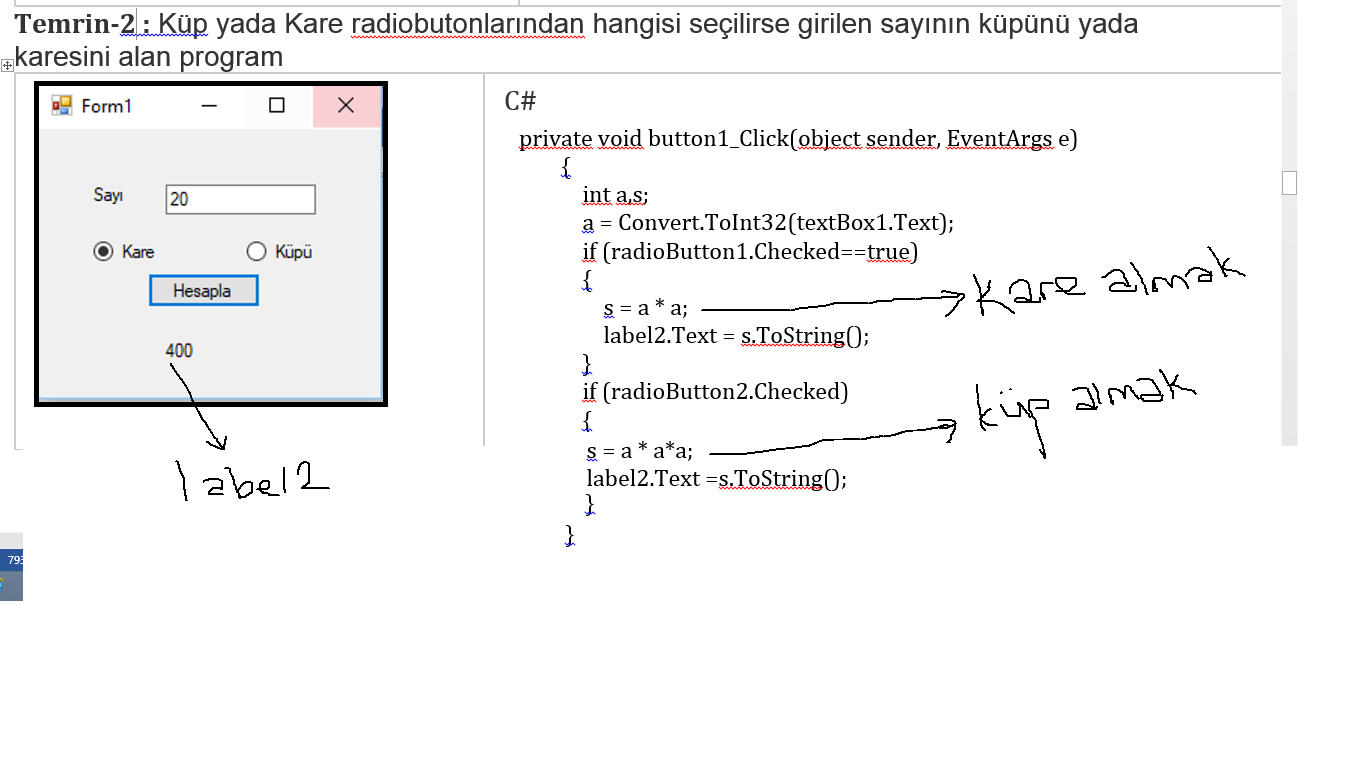 Temrin-2 : Küp yada Kare radiobutonlarından hangisi seçilirse girilen sayının küpünü yada
karesini alan program
Form1
Sayı
20
Kare
Küpü
Hesapla
400
label2
C#
private void button1_Click(object sender, EventArgs e)
{
int a,s;
a = Convert.ToInt32(textBox1.Text);
if (radioButton1.Checked==true)
{
s = a * a;
kare almak
label2.Text = s.ToString();
}
if (radioButton2.Checked)
{
s = a * a*a;
küp almak
label2.Text =s.ToString();
}
}
793